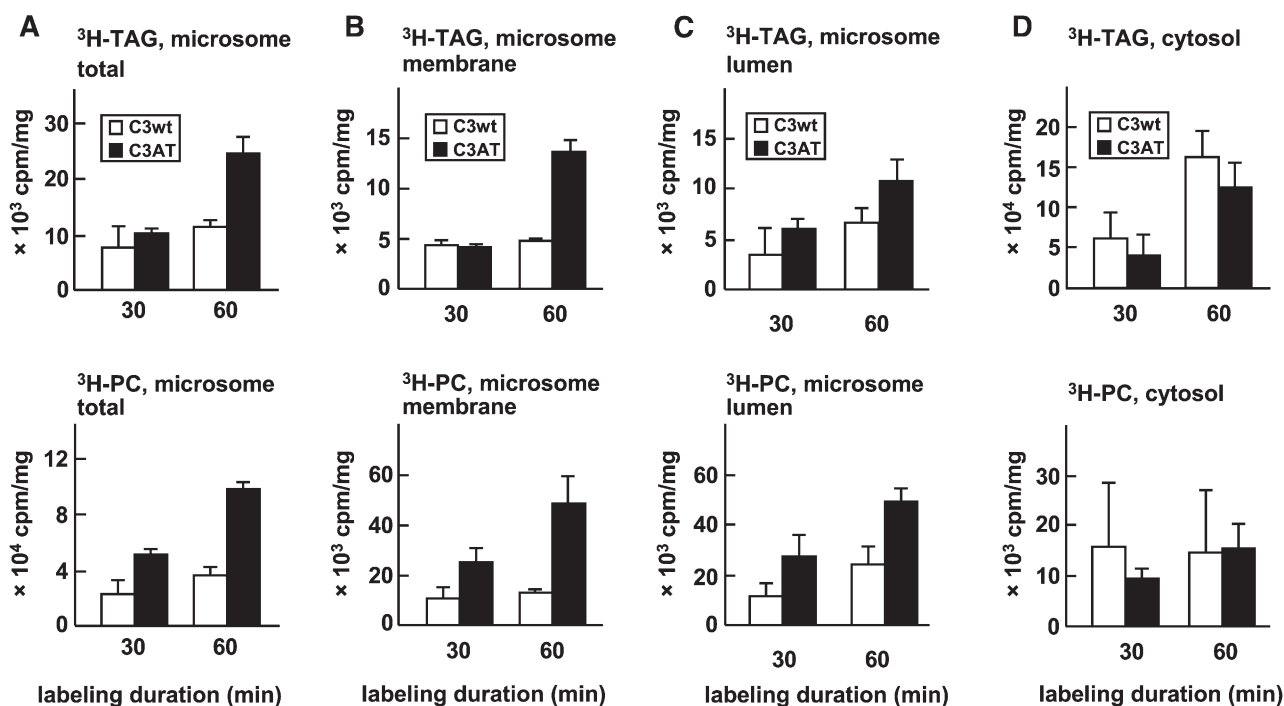 A
³H-TAG, microsome
total
× 10³ cpm/mg
30
20
10
0
C3wt
C3AT
30
60
B
³H-TAG, microsome
membrane
× 10³ cpm/mg
15
10
5
0
C3wt
C3AT
30
60
C
³H-TAG, microsome
lumen
× 10³ cpm/mg
15
10
5
0
C3wt
C3AT
30
60
D
³H-TAG, cytosol
× 10⁴ cpm/mg
20
15
10
5
0
C3wt
C3AT
30
60
³H-PC, microsome
total
× 10⁴ cpm/mg
12
8
4
0
30
60
labeling duration (min)
³H-PC, microsome
membrane
× 10³ cpm/mg
60
40
20
0
30
60
labeling duration (min)
³H-PC, microsome
lumen
× 10³ cpm/mg
60
40
20
0
30
60
labeling duration (min)
³H-PC, cytosol
× 10³ cpm/mg
30
20
10
0
30
60
labeling duration (min)